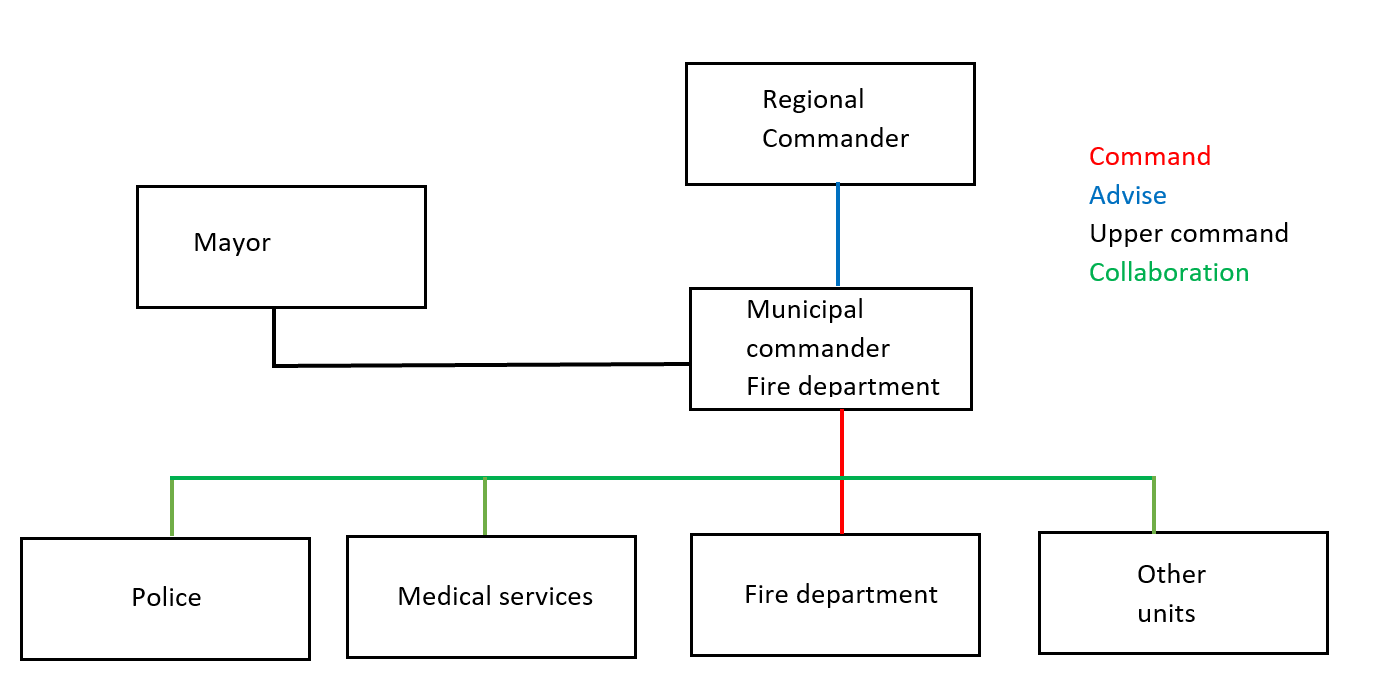 Regional
Commander
Command
Advise
Upper command
Collaboration
Mayor
Municipal
commander
Fire department
Police
Medical services
Fire department
Other
units